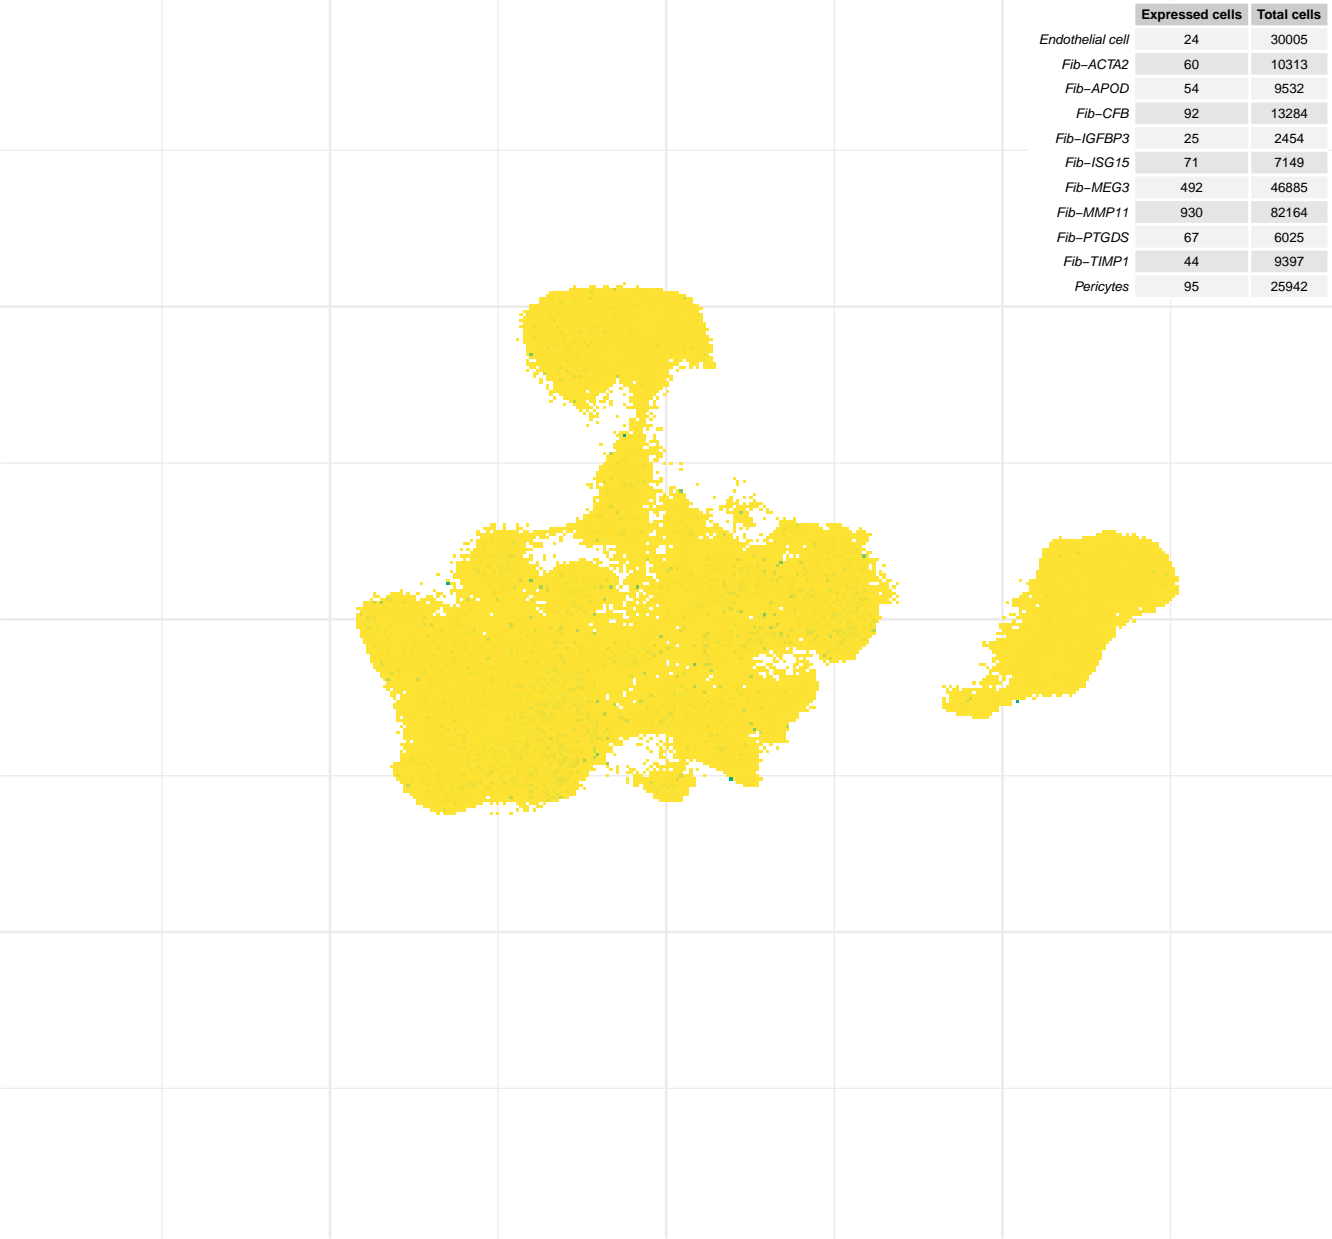 Expressed cells Total cells
Endothelial cell 24 30005
Fib−ACTA2 60 10313
Fib−APOD 54 9532
Fib−CFB 92 13284
Fib−IGFBP3 25 2454
Fib−ISG15 71 7149
Fib−MEG3 492 46885
Fib−MMP11 930 82164
Fib−PTGDS 67 6025
Fib−TIMP1 44 9397
Pericytes 95 25942